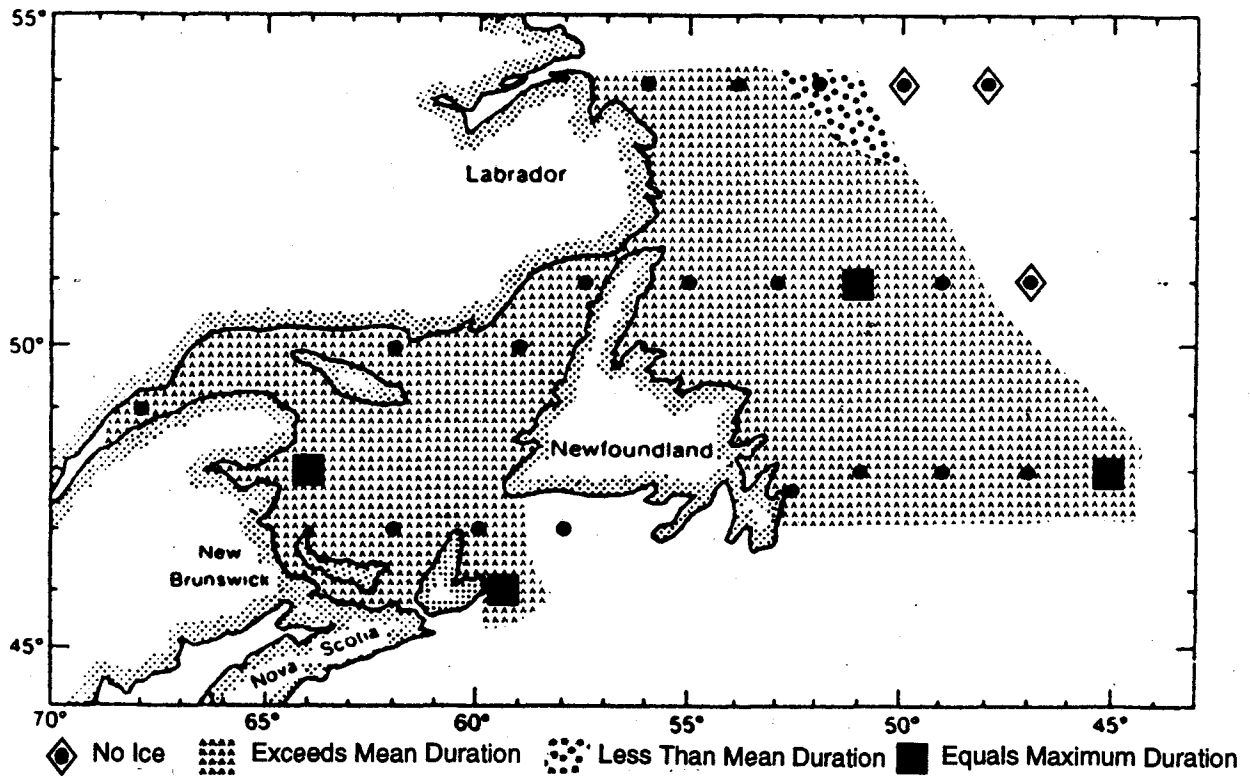 55°
Labrador
50°
Newfoundland
New
Brunswick
45°
Nova Scotia
70° 65° 60° 55° 50° 45°
No Ice Exceeds Mean Duration Less Than Mean Duration Equals Maximum Duration